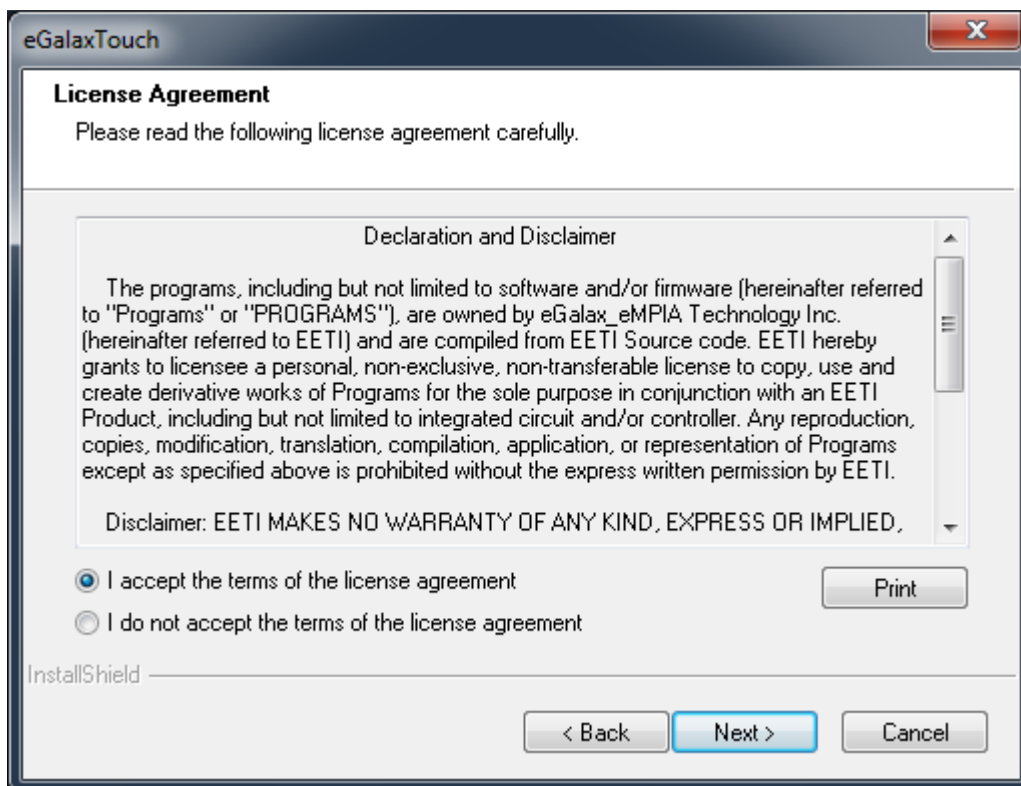 eGalaxTouch
License Agreement
Please read the following license agreement carefully.
Declaration and Disclaimer
The programs, including but not limited to software and/or firmware (hereinafter referred
to "Programs" or "PROGRAMS"), are owned by eGalax_eMPIA Technology Inc.
(hereinafter referred to EETI) and are compiled from EETI Source code. EETI hereby
grants to licensee a personal, non-exclusive, non-transferable license to copy, use and
create derivative works of Programs for the sole purpose in conjunction with an EETI
Product, including but not limited to integrated circuit and/or controller. Any reproduction,
copies, modification, translation, compilation, application, or representation of Programs
except as specified above is prohibited without the express written permission by EETI.
Disclaimer: EETI MAKES NO WARRANTY OF ANY KIND, EXPRESS OR IMPLIED,
I accept the terms of the license agreement
Print
I do not accept the terms of the license agreement
InstallShield
< Back Next > Cancel